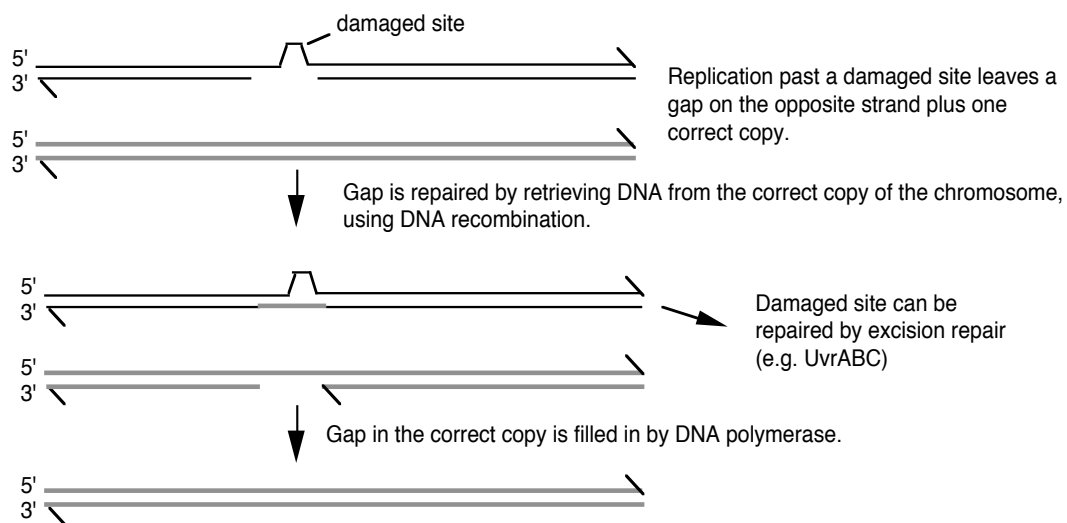 damaged site
5'
3'
Replication past a damaged site leaves a
gap on the opposite strand plus one
correct copy.
5'
3'
Gap is repaired by retrieving DNA from the correct copy of the chromosome,
using DNA recombination.
5'
3'
Damaged site can be
repaired by excision repair
(e.g. UvrABC)
5'
3'
Gap in the correct copy is filled in by DNA polymerase.
5'
3'